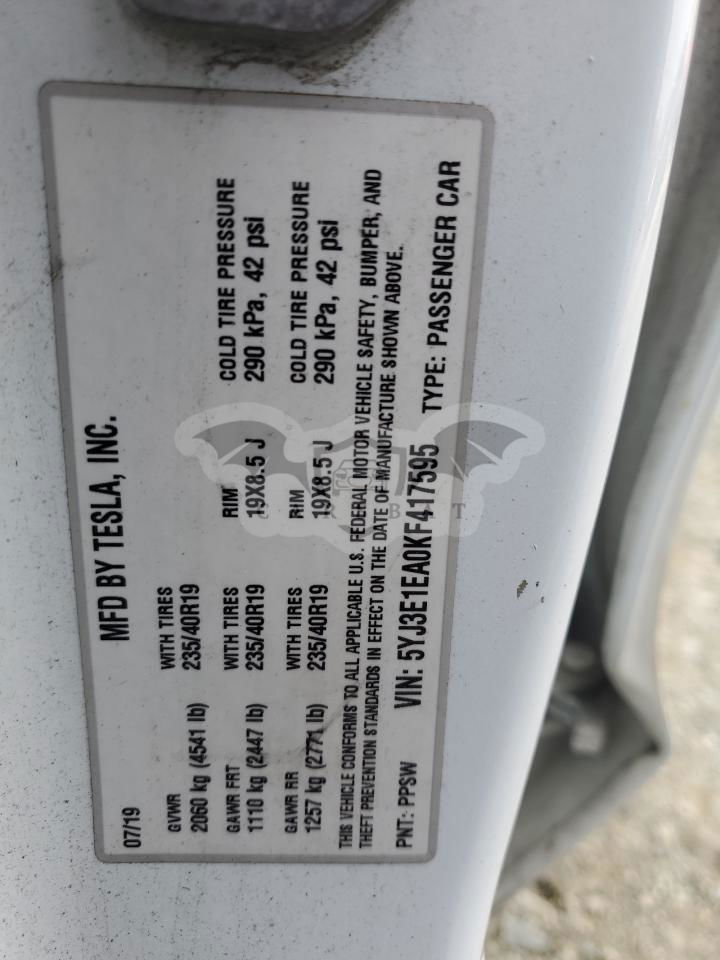 MFD BY TESLA, INC.
07/19
GVWR WITH TIRES
2060 kg (4541 lb) 235/40R19
GAWR FRT WITH TIRES RIM COLD TIRE PRESSURE
1110 kg (2447 lb) 235/40R19 19X8.5 J 290 kPa, 42 psi
GAWR RR WITH TIRES RIM COLD TIRE PRESSURE
1257 kg (2771 lb) 235/40R19 19X8.5 J 290 kPa, 42 psi
THIS VEHICLE CONFORMS TO ALL APPLICABLE U.S. FEDERAL MOTOR VEHICLE SAFETY, BUMPER, AND
THEFT PREVENTION STANDARDS IN EFFECT ON THE DATE OF MANUFACTURE SHOWN ABOVE.
PNT: PPSW VIN: 5YJ3E1EA0KF417595 TYPE: PASSENGER CAR